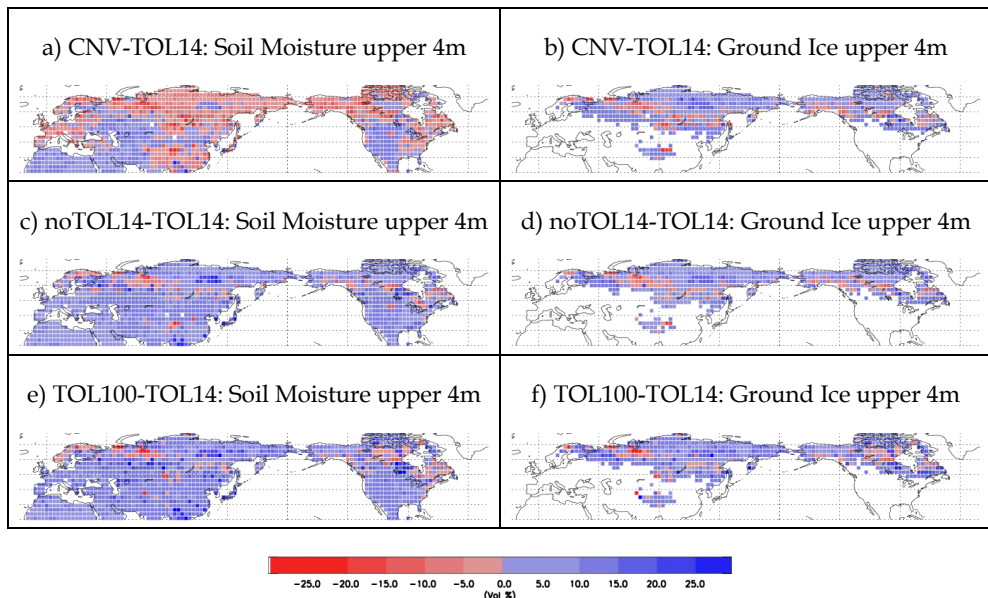 a) CNV-TOL14: Soil Moisture upper 4m
b) CNV-TOL14: Ground Ice upper 4m
c) noTOL14-TOL14: Soil Moisture upper 4m
d) noTOL14-TOL14: Ground Ice upper 4m
e) TOL100-TOL14: Soil Moisture upper 4m
f) TOL100-TOL14: Ground Ice upper 4m
-25.0 -20.0 -15.0 -10.0 -5.0 0.0 5.0 10.0 15.0 20.0 25.0
(Vol %)